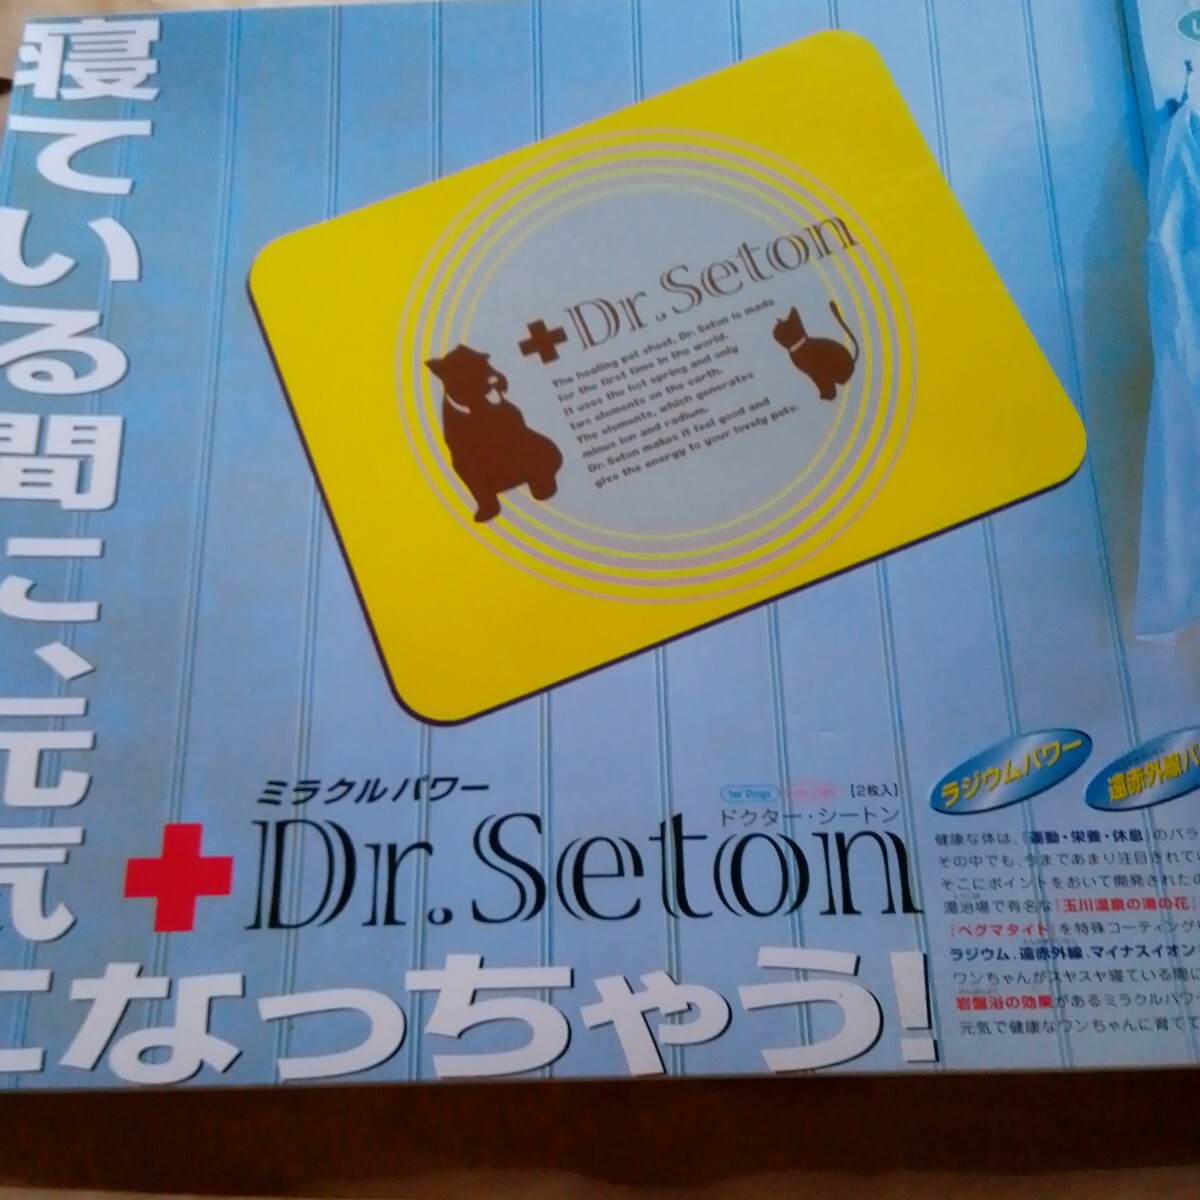 寝ている間に、元気
になっちゃう!
Dr.Seton
The healing pet sheet, Dr. Seton is made
for the first time in the world.
It uses the hot spring and only
two elements on the earth.
The elements, which generates
minus ion and radium.
Dr. Seton makes it feel good and
give the energy to your lovely pets.
ミラクルパワー
for Dogs for Cats 【2枚入】
ドクター・シートン
Dr.Seton
ラジウムパワー
遠赤外線パ
健康な体は、「運動・栄養・休息」のバラ
その中でも、今まであまり注目されてい
そこにポイントをおいて開発されたの
湯治場で有名な「玉川温泉の湯の花」
「ペグマタイト」を特殊コーティング
ラジウム、遠赤外線、マイナスイオン
ワンちゃんがスヤスヤ寝ている間に
岩盤浴の効果があるミラクルパワ
元気で健康なワンちゃんに育てて